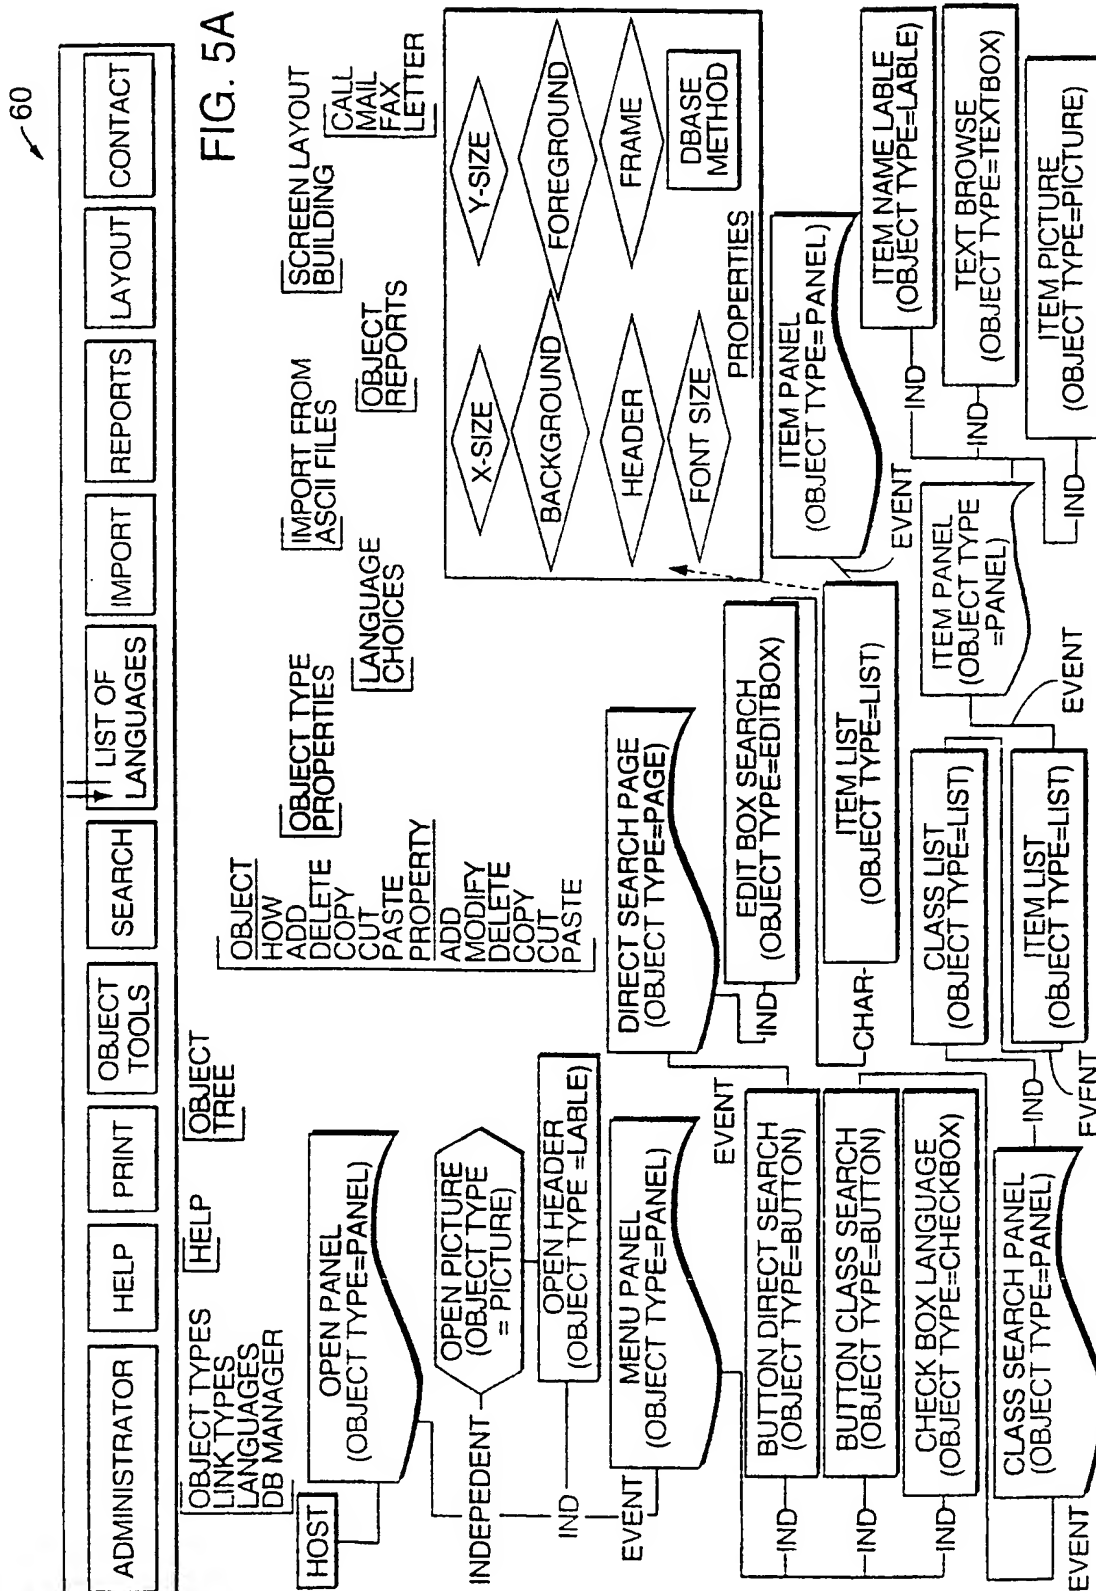 60
FIG. 5A
ADMINISTRATOR
HELP
PRINT
OBJECT
TOOLS
SEARCH
LIST OF
LANGUAGES
IMPORT
REPORTS
LAYOUT
CONTACT
OBJECT TYPES
LINK TYPES
LANGUAGES
DB MANAGER
HELP
OBJECT
TREE
OBJECT
HOW
ADD
DELETE
COPY
CUT
PASTE
PROPERTY
ADD
MODIFY
DELETE
COPY
CUT
PASTE
OBJECT TYPE
PROPERTIES
LANGUAGE
CHOICES
IMPORT FROM
ASCII FILES
OBJECT
REPORTS
SCREEN LAYOUT
BUILDING
CALL
MAIL
FAX
LETTER
HOST
OPEN PANEL
(OBJECT TYPE=PANEL)
INDEPEDENT
OPEN PICTURE
(OBJECT TYPE
= PICTURE)
IND
OPEN HEADER
(OBJECT TYPE =LABLE)
EVENT
MENU PANEL
(OBJECT TYPE=PANEL)
EVENT
IND
BUTTON DIRECT SEARCH
(OBJECT TYPE=BUTTON)
IND
BUTTON CLASS SEARCH
(OBJECT TYPE=BUTTON)
IND
CHECK BOX LANGUAGE
(OBJECT TYPE=CHECKBOX)
EVENT
CLASS SEARCH PANEL
(OBJECT TYPE=PANEL)
DIRECT SEARCH PAGE
(OBJECT TYPE=PAGE)
IND
EDIT BOX SEARCH
(OBJECT TYPE=EDITBOX)
CHAR
ITEM LIST
(OBJECT TYPE=LIST)
IND
CLASS LIST
(OBJECT TYPE=LIST)
EVENT
ITEM LIST
(OBJECT TYPE=LIST)
EVENT
ITEM PANEL
(OBJECT TYPE
=PANEL)
X-SIZE
Y-SIZE
BACKGROUND
FOREGROUND
HEADER
FRAME
FONT SIZE
DBASE
METHOD
PROPERTIES
EVENT
ITEM PANEL
(OBJECT TYPE=PANEL)
IND
ITEM NAME LABLE
(OBJECT TYPE=LABLE)
IND
TEXT BROWSE
(OBJECT TYPE=TEXTBOX)
IND
ITEM PICTURE
(OBJECT TYPE=PICTURE)